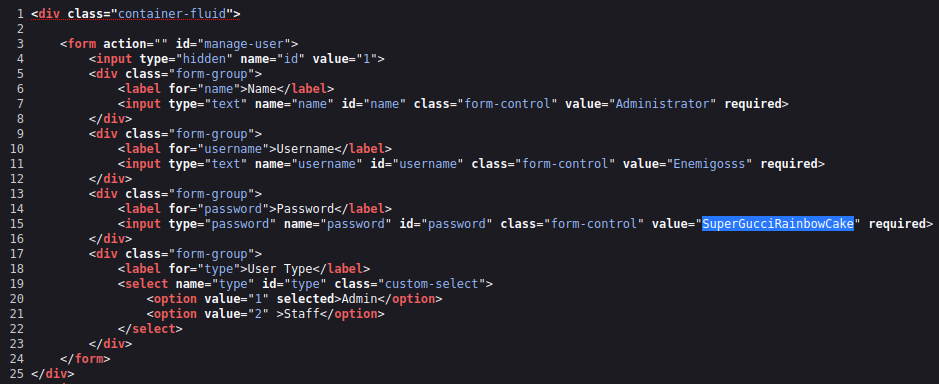 1 <div class="container-fluid">
2
3 <form action="" id="manage-user">
4 <input type="hidden" name="id" value="1">
5 <div class="form-group">
6 <label for="name">Name</label>
7 <input type="text" name="name" id="name" class="form-control" value="Administrator" required>
8 </div>
9 <div class="form-group">
10 <label for="username">Username</label>
11 <input type="text" name="username" id="username" class="form-control" value="Enemigosss" required>
12 </div>
13 <div class="form-group">
14 <label for="password">Password</label>
15 <input type="password" name="password" id="password" class="form-control" value="SuperGucciRainbowCake" required>
16 </div>
17 <div class="form-group">
18 <label for="type">User Type</label>
19 <select name="type" id="type" class="custom-select">
20 <option value="1" selected>Admin</option>
21 <option value="2" >Staff</option>
22 </select>
23 </div>
24 </form>
25 </div>